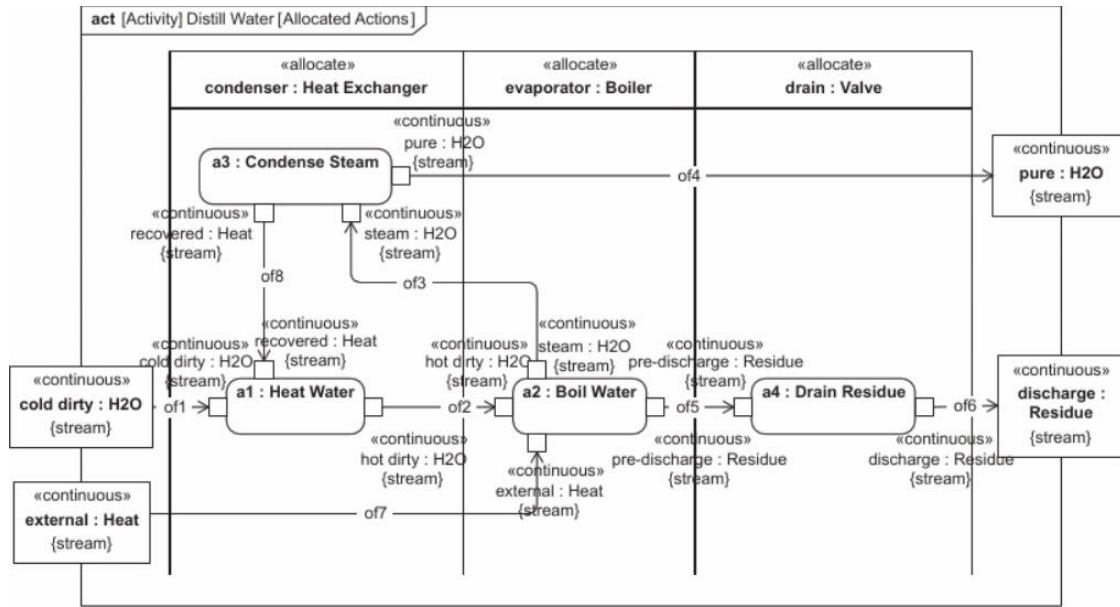 act [Activity] Distill Water [Allocated Actions]
«allocate»
condenser : Heat Exchanger
«allocate»
evaporator : Boiler
«allocate»
drain : Valve
«continuous»
pure : H2O
{stream}
a3 : Condense Steam
of4
«continuous»
pure : H2O
{stream}
«continuous»
recovered : Heat
{stream}
«continuous»
steam : H2O
{stream}
of8
of3
«continuous»
recovered : Heat
{stream}
«continuous»
cold dirty : H2O
{stream}
«continuous»
hot dirty : H2O
{stream}
«continuous»
steam : H2O
{stream}
«continuous»
pre-discharge : Residue
{stream}
«continuous»
cold dirty : H2O
{stream}
of1
a1 : Heat Water
of2
a2 : Boil Water
of5
a4 : Drain Residue
of6
«continuous»
discharge :
Residue
{stream}
«continuous»
hot dirty : H2O
{stream}
«continuous»
external : Heat
{stream}
«continuous»
pre-discharge : Residue
{stream}
«continuous»
discharge : Residue
{stream}
«continuous»
external : Heat
{stream}
of7